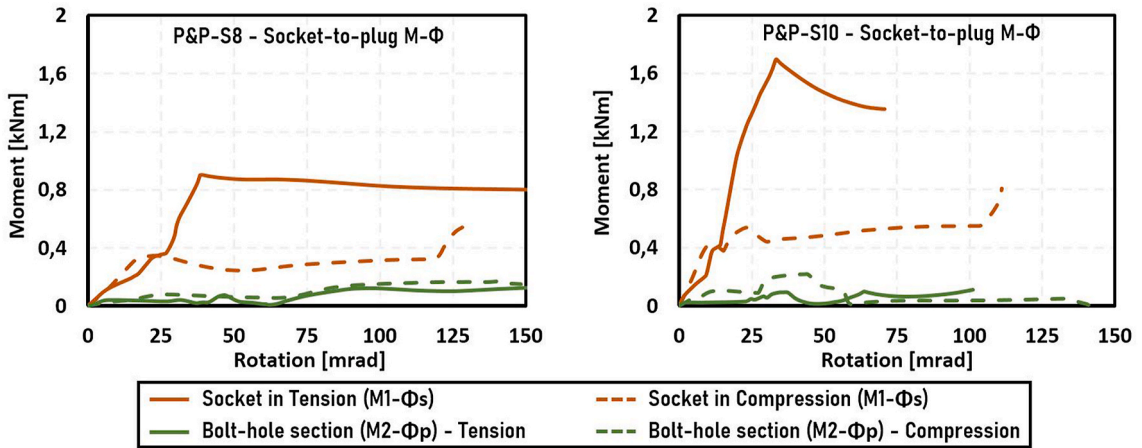 P&P-S8 - Socket-to-plug M-Φ
Moment [kNm]
2
1,6
1,2
0,8
0,4
0
0 25 50 75 100 125 150
Rotation [mrad]
P&P-S10 - Socket-to-plug M-Φ
Moment [kNm]
2
1,6
1,2
0,8
0,4
0
0 25 50 75 100 125 150
Rotation [mrad]
Socket in Tension (M1-Φs)
Socket in Compression (M1-Φs)
Bolt-hole section (M2-Φp) - Tension
Bolt-hole section (M2-Φp) - Compression